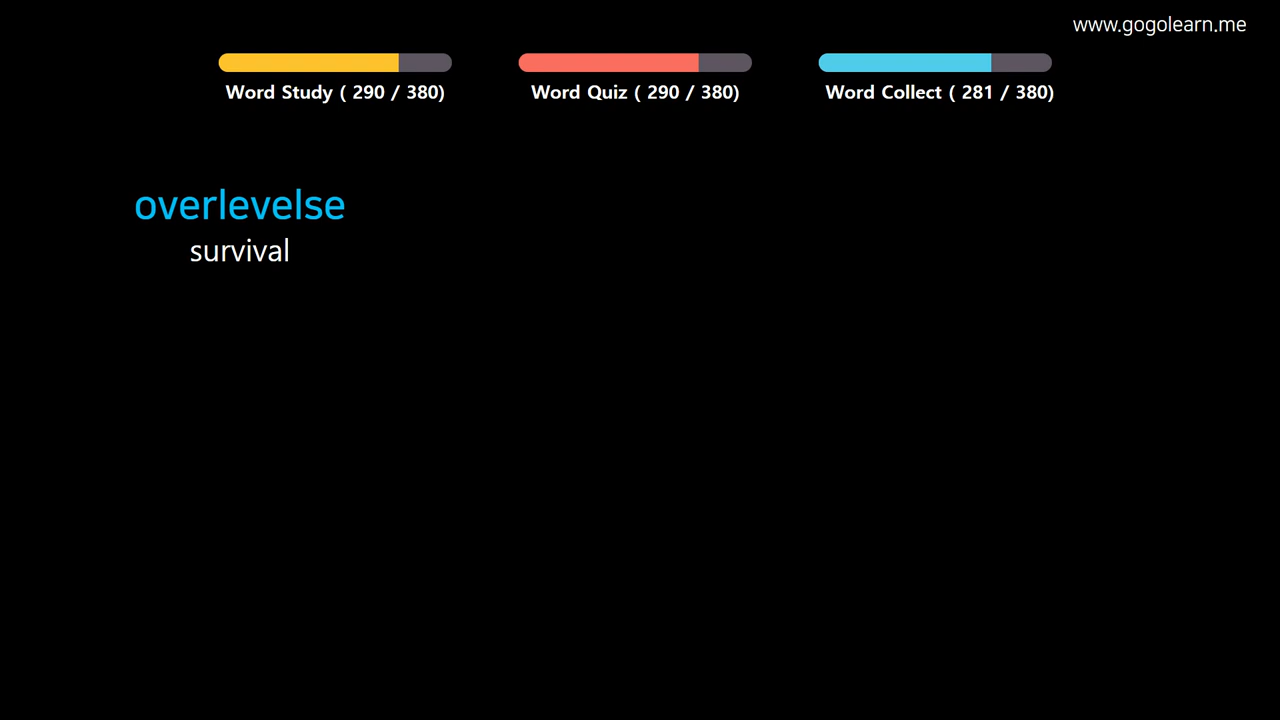 www.gogolearn.me
Word Study ( 290 / 380)
Word Quiz ( 290 / 380)
Word Collect ( 281 / 380)
overlevelse
survival